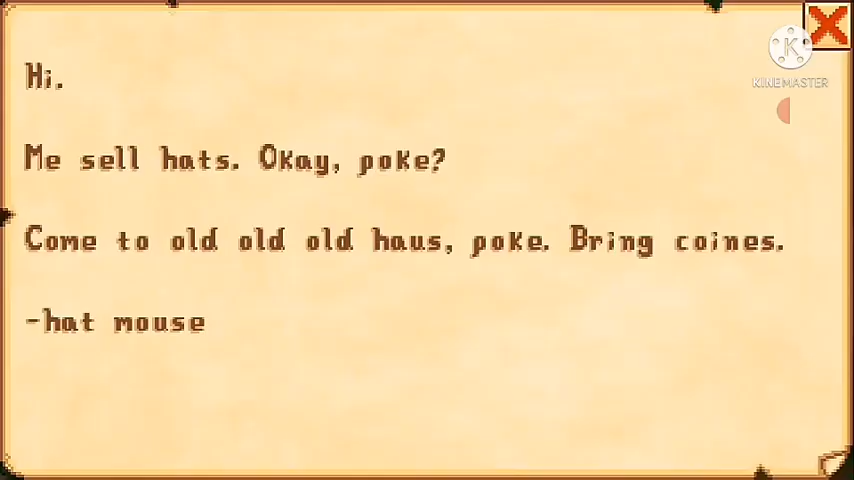 Hi.
K
KINEMASTER
Me sell hats. Okay, poke?
Come to old old old haus, poke. Bring coines.
-hat mouse